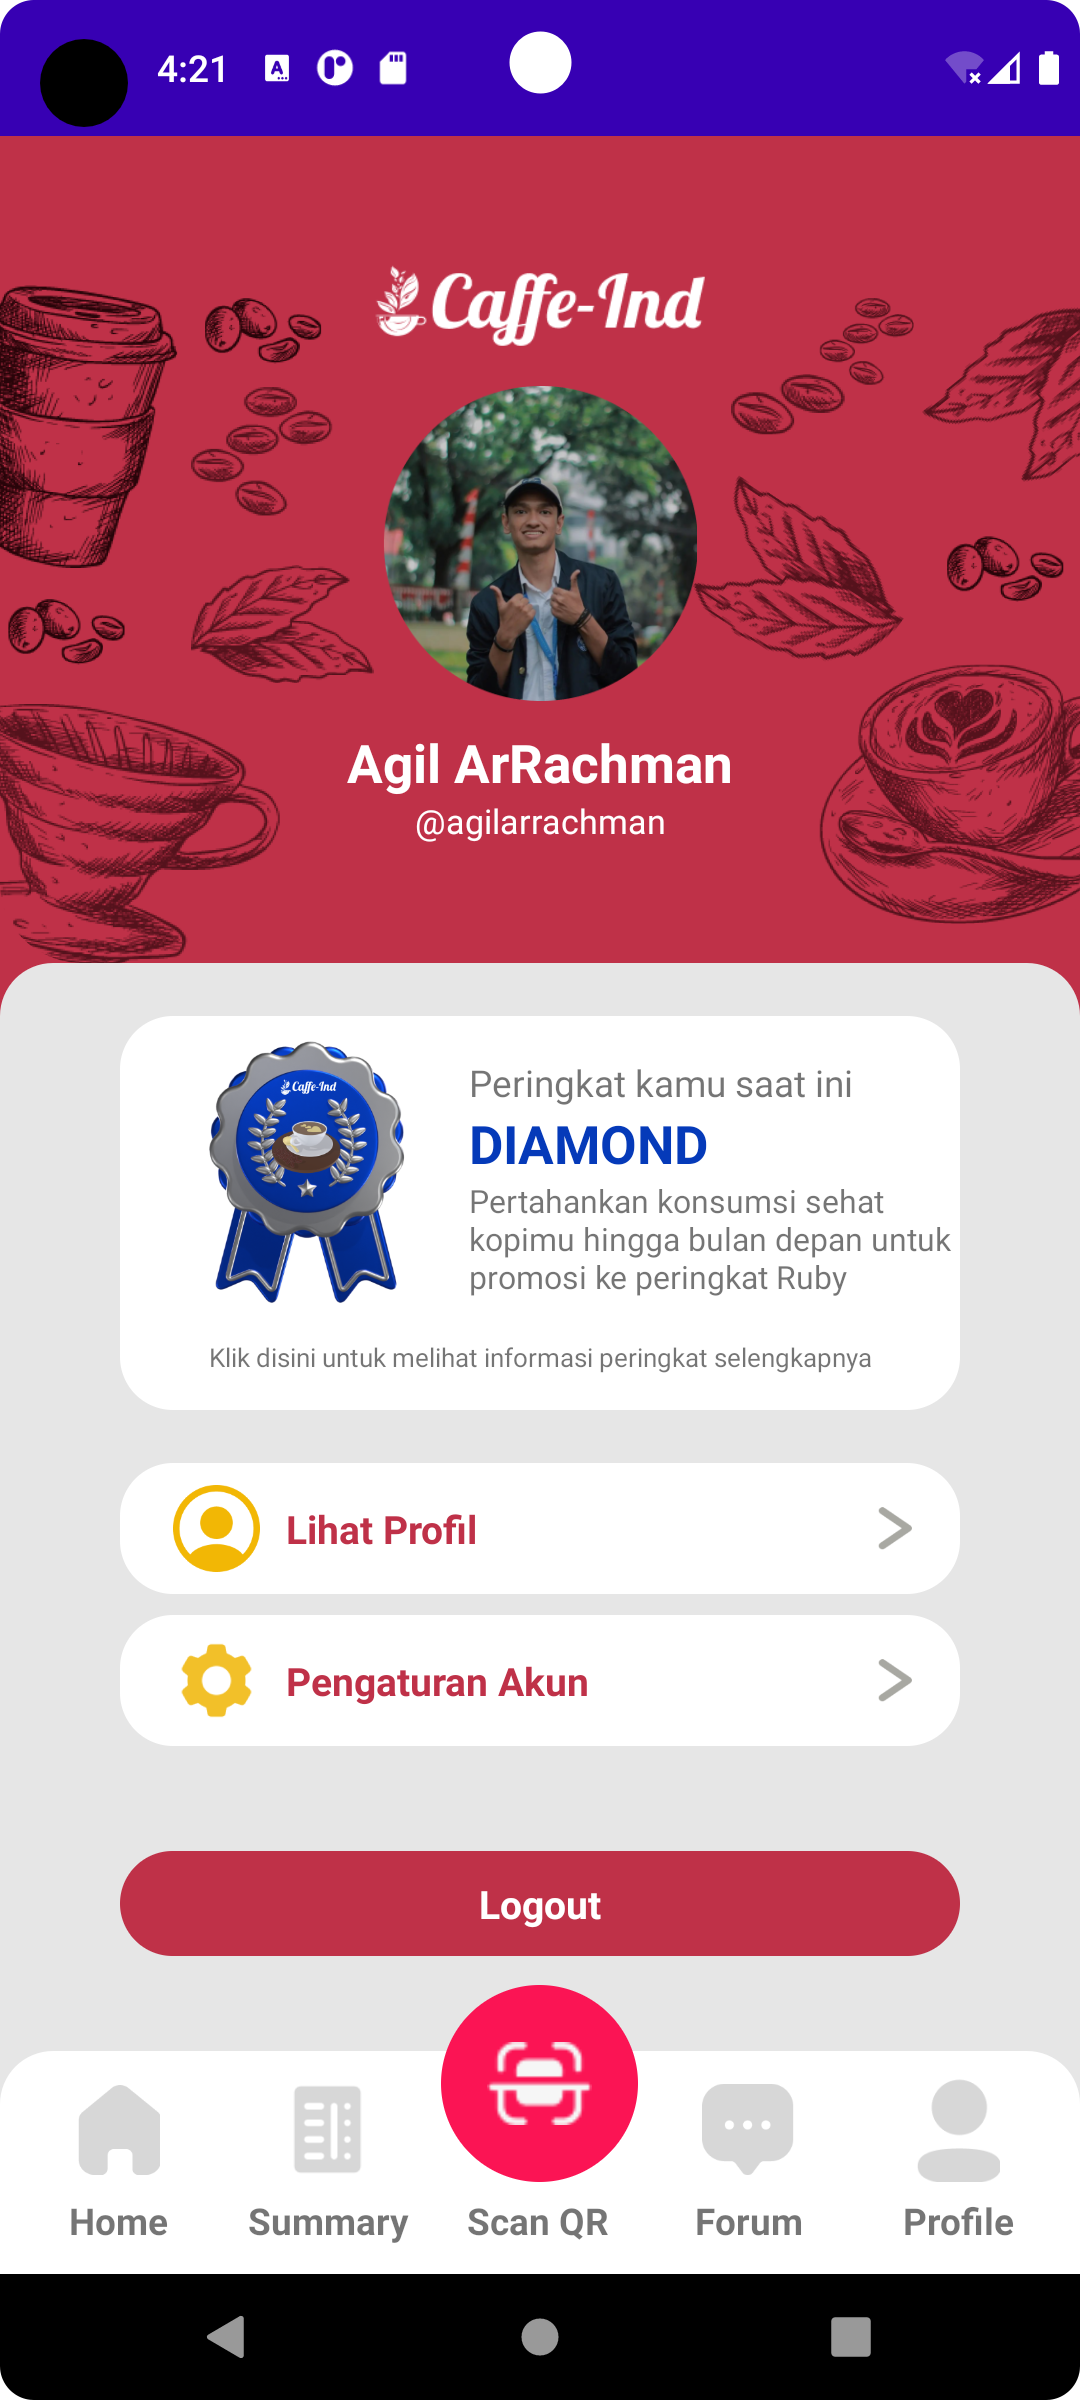 4:21
Caffe-Ind
Agil ArRachman
@agilarrachman
Caffe-Ind
Peringkat kamu saat ini
DIAMOND
Pertahankan konsumsi sehat
kopimu hingga bulan depan untuk
promosi ke peringkat Ruby
Klik disini untuk melihat informasi peringkat selengkapnya
Lihat Profil
Pengaturan Akun
Logout
Home
Summary
Scan QR
Forum
Profile